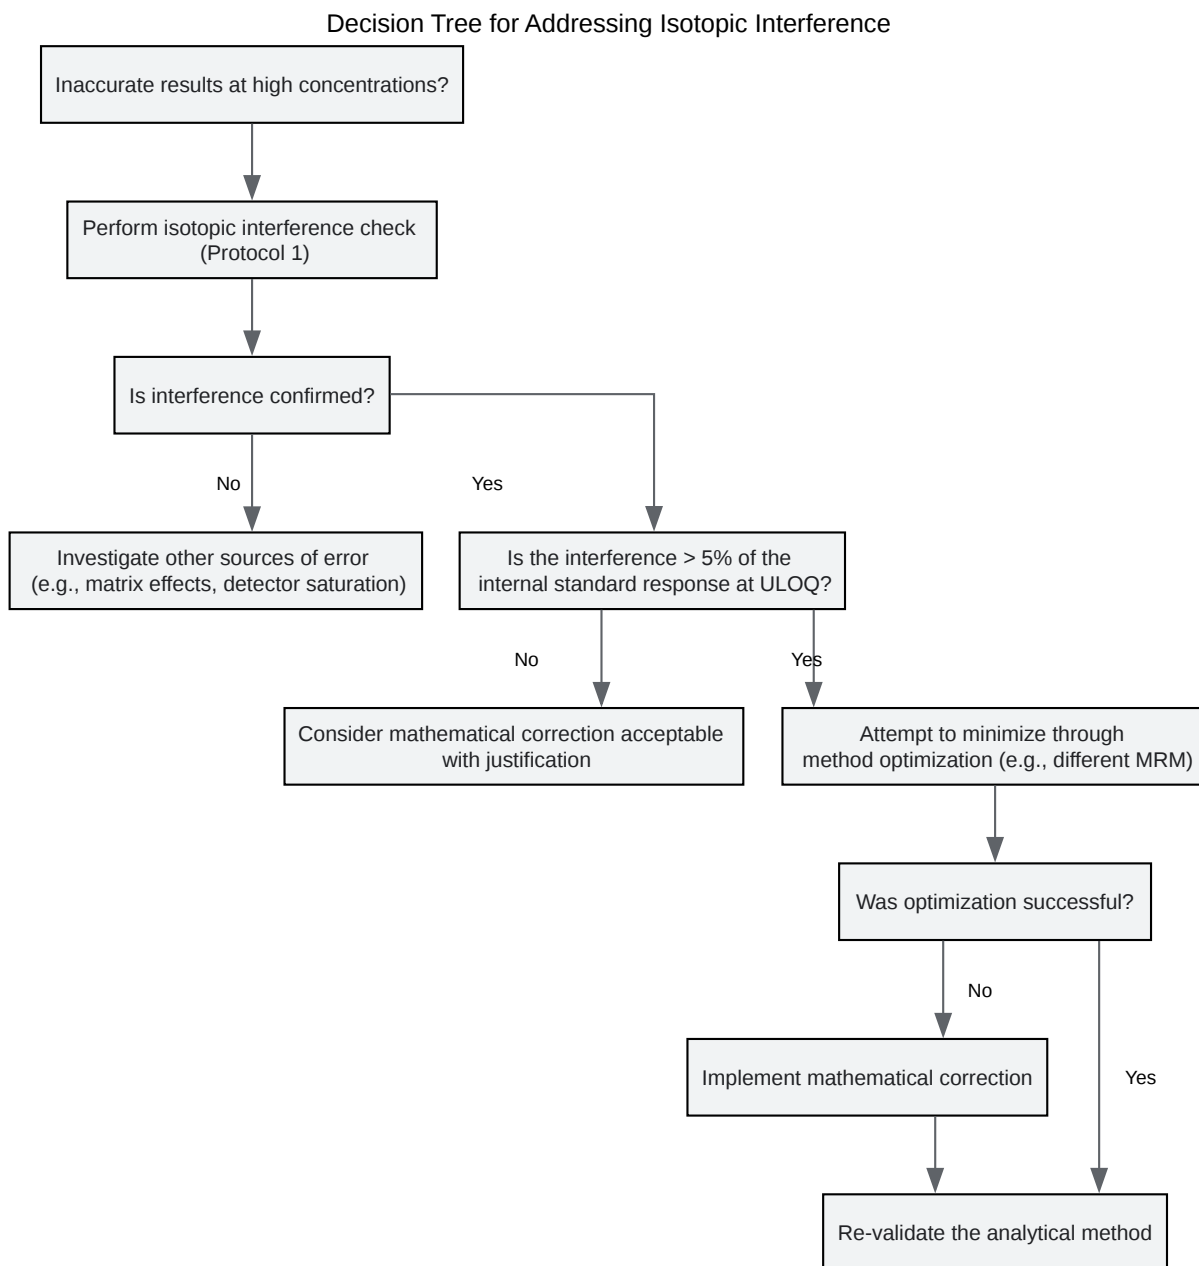 Decision Tree for Addressing Isotopic Interference
Inaccurate results at high concentrations?
Perform isotopic interference check
(Protocol 1)
Is interference confirmed?
No
Yes
Investigate other sources of error
(e.g., matrix effects, detector saturation)
Is the interference > 5% of the
internal standard response at ULOQ?
No
Yes
Consider mathematical correction acceptable
with justification
Attempt to minimize through
method optimization (e.g., different MRM)
Was optimization successful?
No
Implement mathematical correction
Yes
Re-validate the analytical method